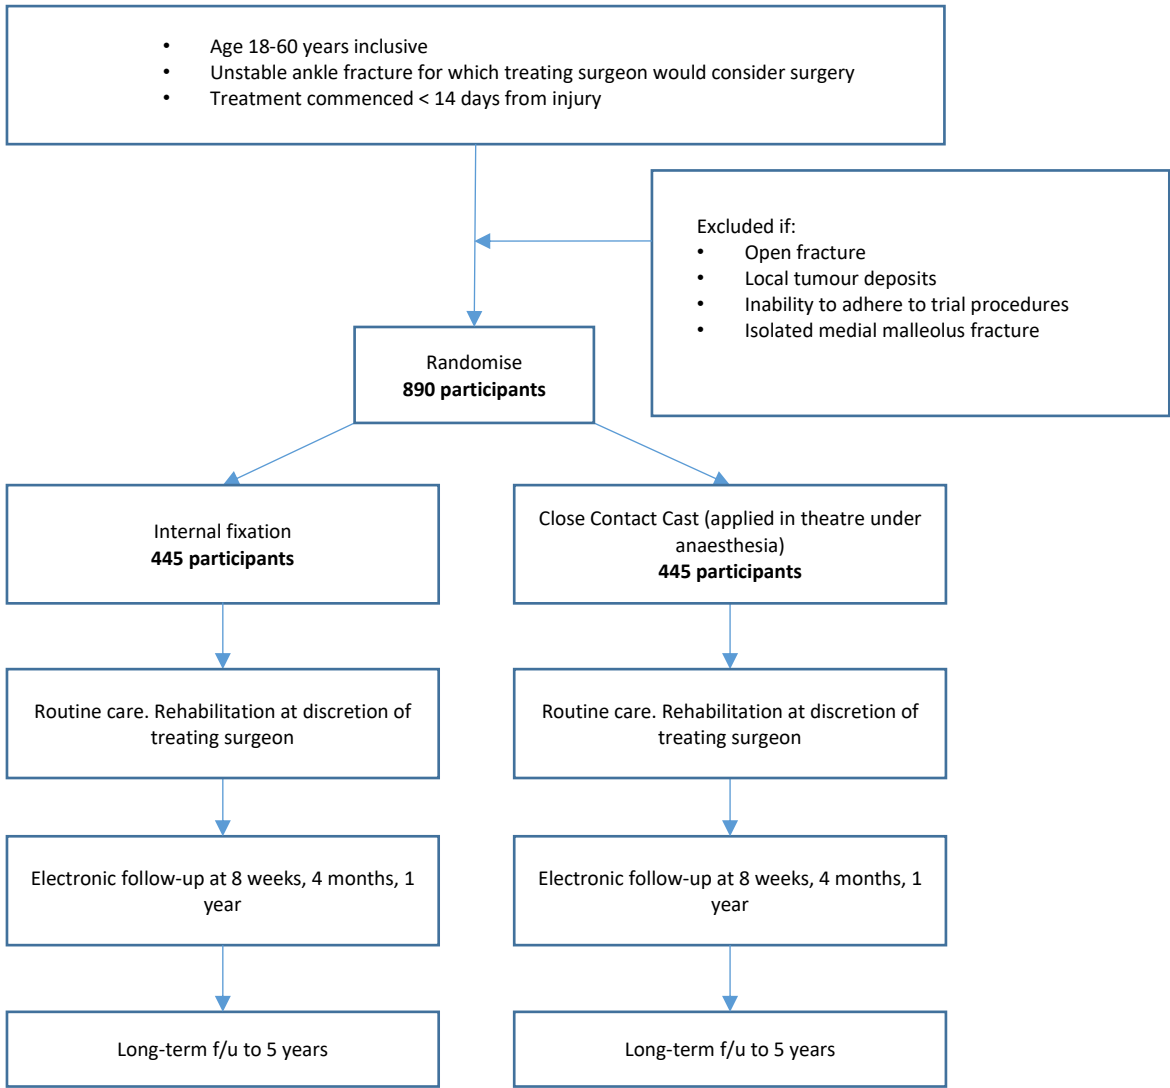 • Age 18-60 years inclusive
• Unstable ankle fracture for which treating surgeon would consider surgery
• Treatment commenced < 14 days from injury
Excluded if:
• Open fracture
• Local tumour deposits
• Inability to adhere to trial procedures
• Isolated medial malleolus fracture
Randomise
890 participants
Internal fixation
445 participants
Close Contact Cast (applied in theatre under
anaesthesia)
445 participants
Routine care. Rehabilitation at discretion of
treating surgeon
Routine care. Rehabilitation at discretion of
treating surgeon
Electronic follow-up at 8 weeks, 4 months, 1
year
Electronic follow-up at 8 weeks, 4 months, 1
year
Long-term f/u to 5 years
Long-term f/u to 5 years